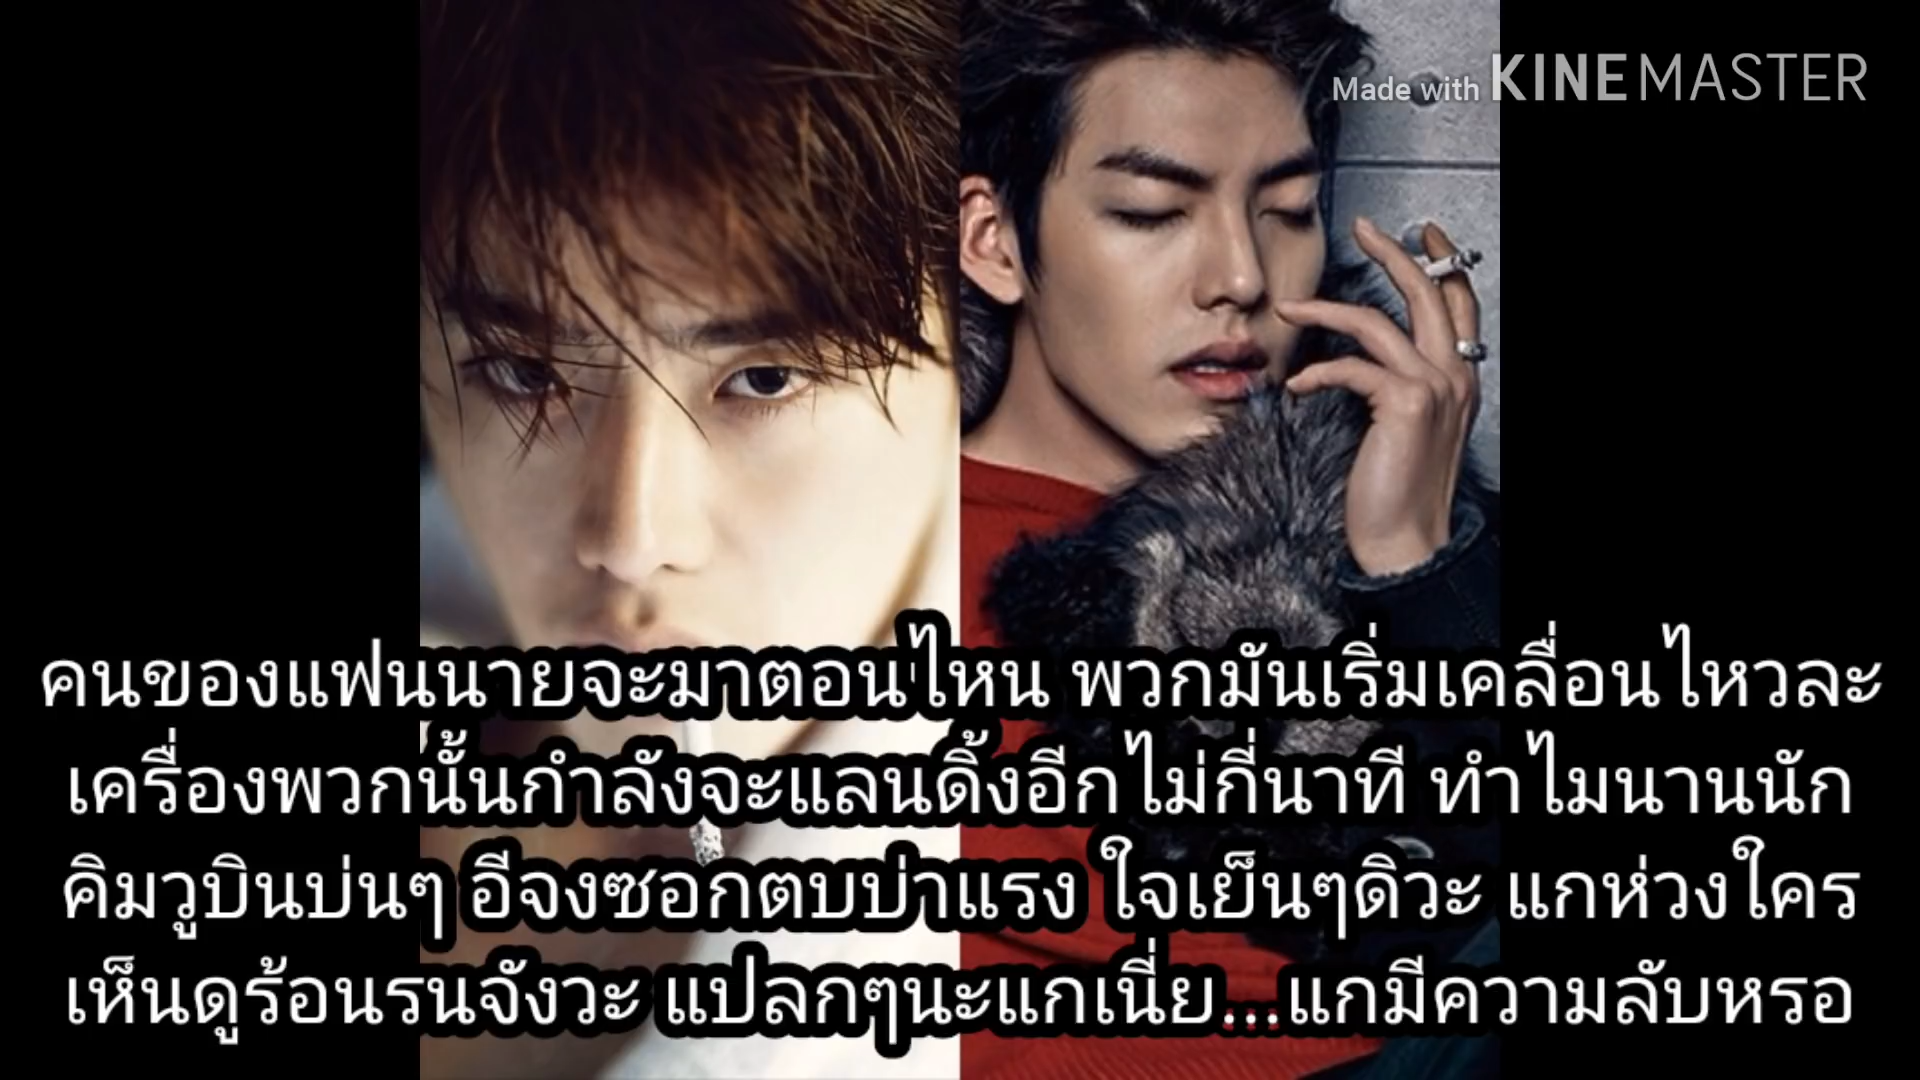 Made with KINEMASTER
คนของแฟนนายจะมาตอนไหน พวกมันเริ่มเคลื่อนไหวละ
เครื่องพวกนั้นกำลังจะแลนดิ้งอีกไม่กี่นาที ทำไมนานนัก
คิมวูบินบ่นๆ อีจงซอกตบบ่าแรง ใจเย็นๆดิวะ แกห่วงใคร
เห็นดูร้อนรนจังวะ แปลกๆนะแกเนี่ย...แกมีความลับหรอ